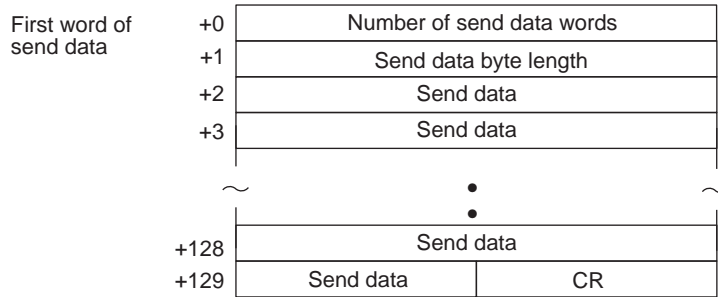 First word of
send data
+0 Number of send data words
+1 Send data byte length
+2 Send data
+3 Send data
+128 Send data
+129 Send data CR